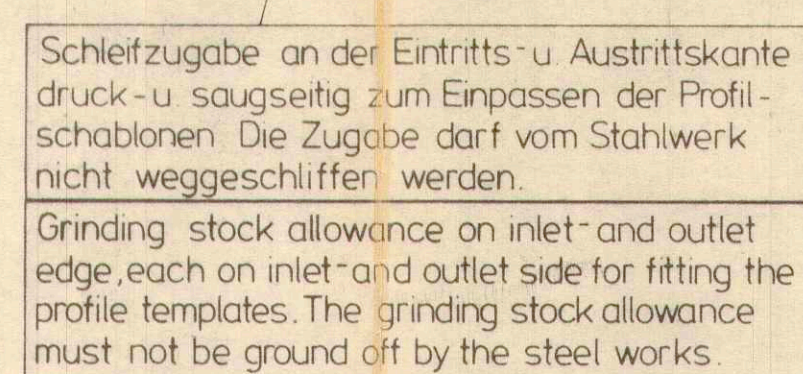 Schleifzugabe an der Eintritts-u. Austrittskante
druck-u. saugseitig zum Einpassen der Profil-
schablonen. Die Zugabe darf vom Stahlwerk
nicht weggeschliffen werden.
Grinding stock allowance on inlet-and outlet
edge, each on inlet-and outlet side for fitting the
profile templates. The grinding stock allowance
must not be ground off by the steel works.